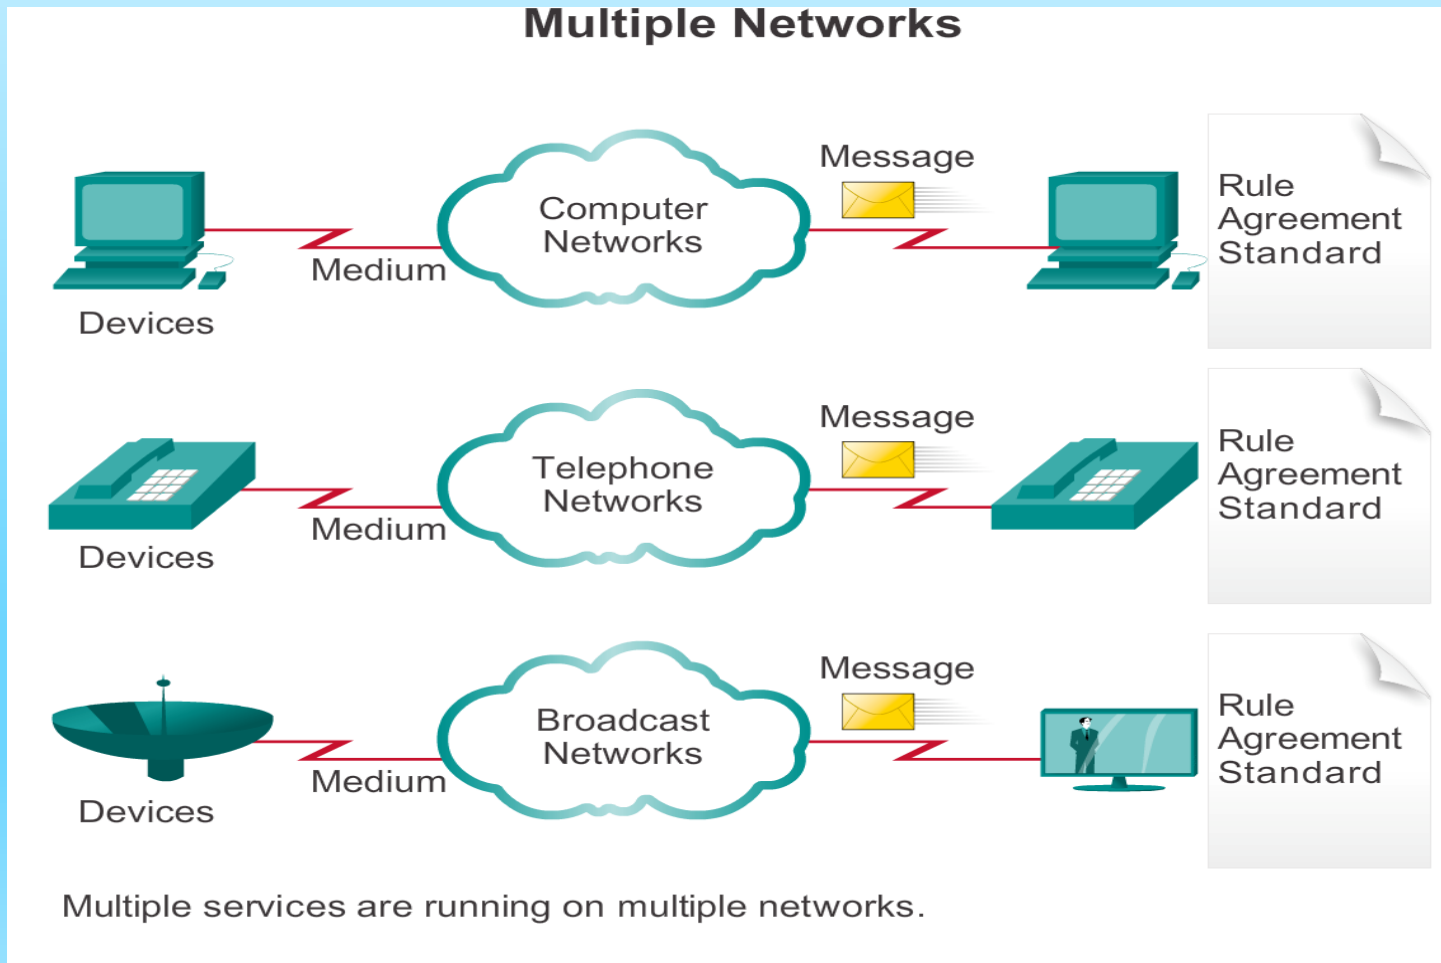 Multiple Networks
Message
Computer
Networks
Medium
Devices
Rule
Agreement
Standard
Message
Telephone
Networks
Medium
Devices
Rule
Agreement
Standard
Message
Broadcast
Networks
Medium
Devices
Rule
Agreement
Standard
Multiple services are running on multiple networks.